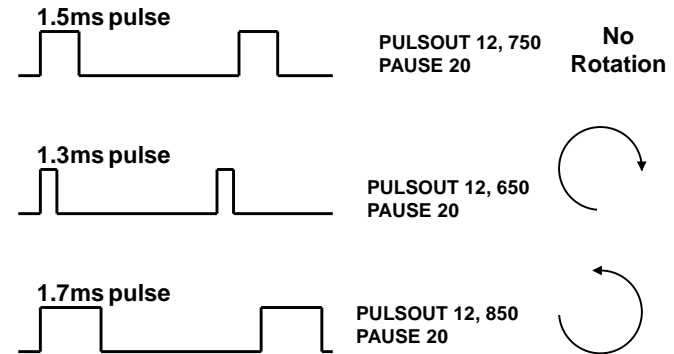 1.5ms pulse
PULSOUT 12, 750
PAUSE 20
No
Rotation
1.3ms pulse
PULSOUT 12, 650
PAUSE 20
1.7ms pulse
PULSOUT 12, 850
PAUSE 20